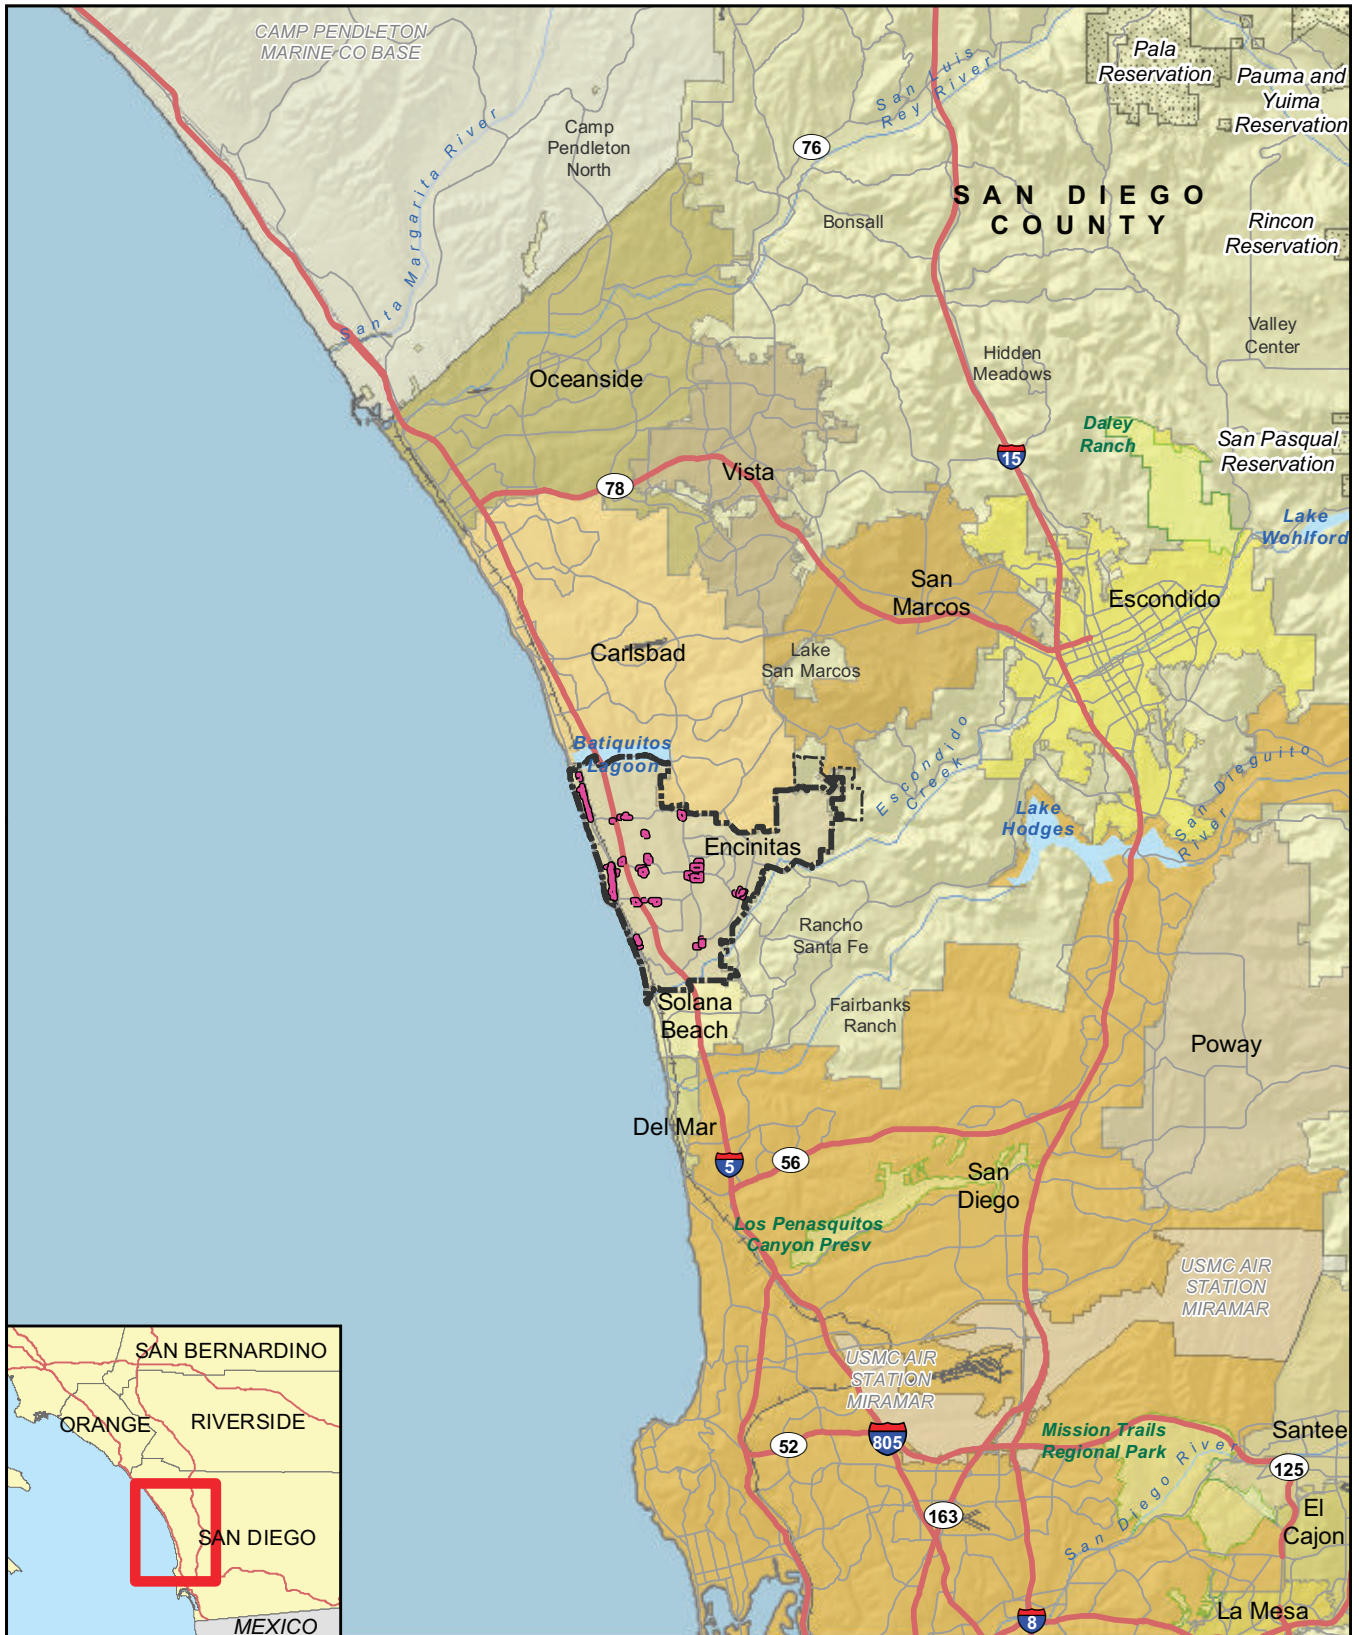 CAMP PENDLETON
MARINE CO BASE
Pala
Reservation
Pauma and
Yuima
Reservation
San Luis
Rey River
Camp
Pendleton
North
76
Santa Margarita River
SAN DIEGO
COUNTY
Bonsall
Rincon
Reservation
Valley
Center
Hidden
Meadows
Oceanside
Daley
Ranch
San Pasqual
Reservation
15
Vista
78
Lake
Wohlford
San
Marcos
Escondido
Carlsbad
Lake
San Marcos
Batiquitos
Lagoon
Escondido
Creek
San Dieguito
River
Lake
Hodges
Encinitas
Rancho
Santa Fe
Solana
Beach
Fairbanks
Ranch
Poway
Del Mar
5
56
San
Diego
Los Penasquitos
Canyon Presv
USMC AIR
STATION
MIRAMAR
USMC AIR
STATION
MIRAMAR
Mission Trails
Regional Park
Santee
52
805
125
San Diego River
163
El
Cajon
8
La Mesa
SAN BERNARDINO
ORANGE
RIVERSIDE
SAN DIEGO
MEXICO